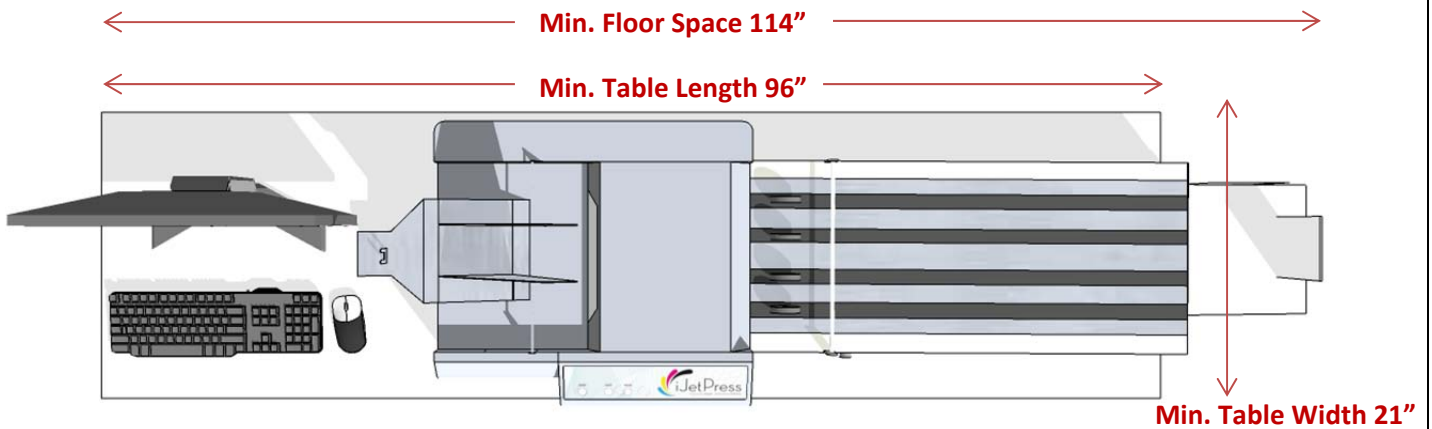 Min. Floor Space 114”
Min. Table Length 96”
iJetPress
Min. Table Width 21”